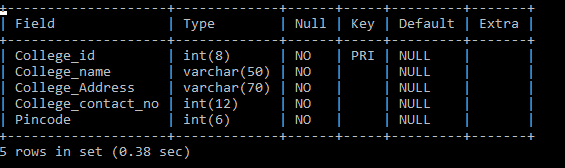 +--------------------+-------------+------+-----+---------+-------+
| Field              | Type        | Null | Key | Default | Extra |
+--------------------+-------------+------+-----+---------+-------+
| College_id         | int(8)      | NO   | PRI | NULL    |       |
| College_name       | varchar(50) | NO   |     | NULL    |       |
| College_Address    | varchar(70) | NO   |     | NULL    |       |
| College_contact_no | int(12)     | NO   |     | NULL    |       |
| Pincode            | int(6)      | NO   |     | NULL    |       |
+--------------------+-------------+------+-----+---------+-------+
5 rows in set (0.38 sec)